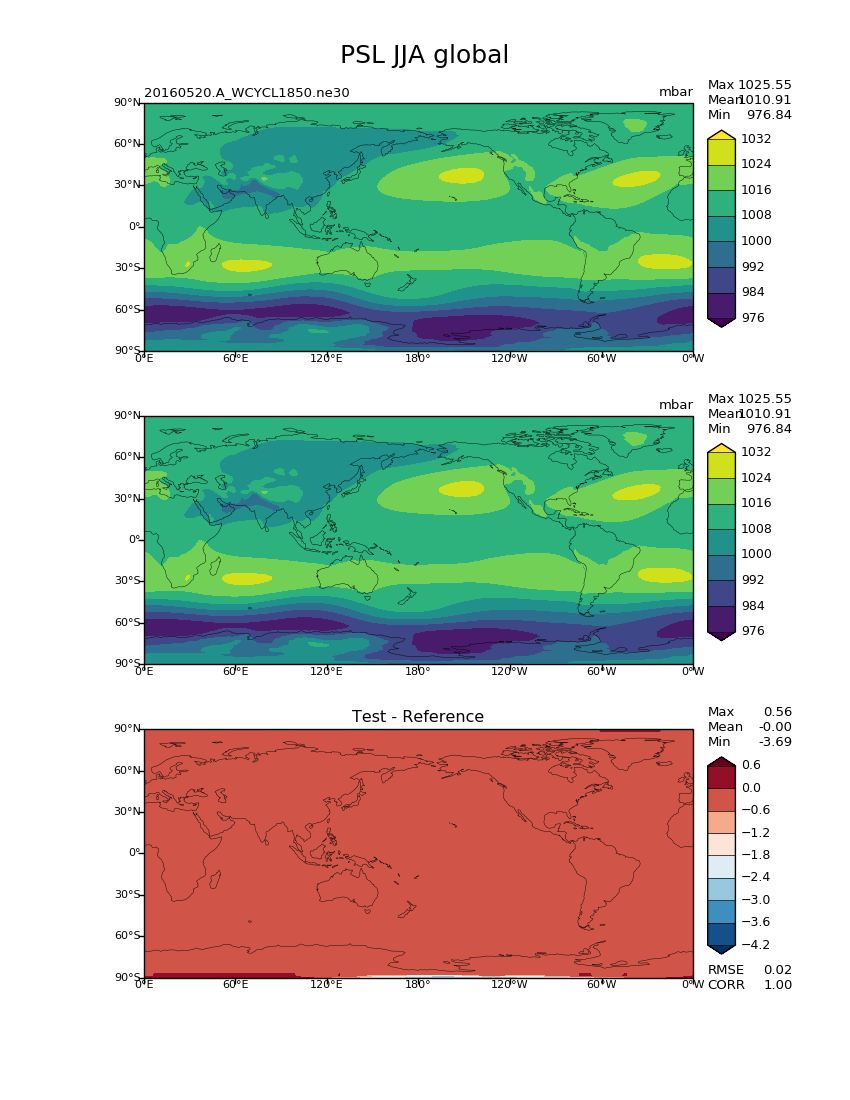 PSL JJA global
20160520.A_WCYCL1850.ne30
mbar
Max 1025.55
Mean 1010.91
Min 976.84
90°N
60°N
30°N
0°
30°S
60°S
90°S
0°E 60°E 120°E 180° 120°W 60°W 0°W
1032
1024
1016
1008
1000
992
984
976
mbar
Max 1025.55
Mean 1010.91
Min 976.84
90°N
60°N
30°N
0°
30°S
60°S
90°S
0°E 60°E 120°E 180° 120°W 60°W 0°W
1032
1024
1016
1008
1000
992
984
976
Test - Reference
Max 0.56
Mean -0.00
Min -3.69
90°N
60°N
30°N
0°
30°S
60°S
90°S
0°E 60°E 120°E 180° 120°W 60°W 0°W
0.6
0.0
−0.6
−1.2
−1.8
−2.4
−3.0
−3.6
−4.2
RMSE 0.02
CORR 1.00